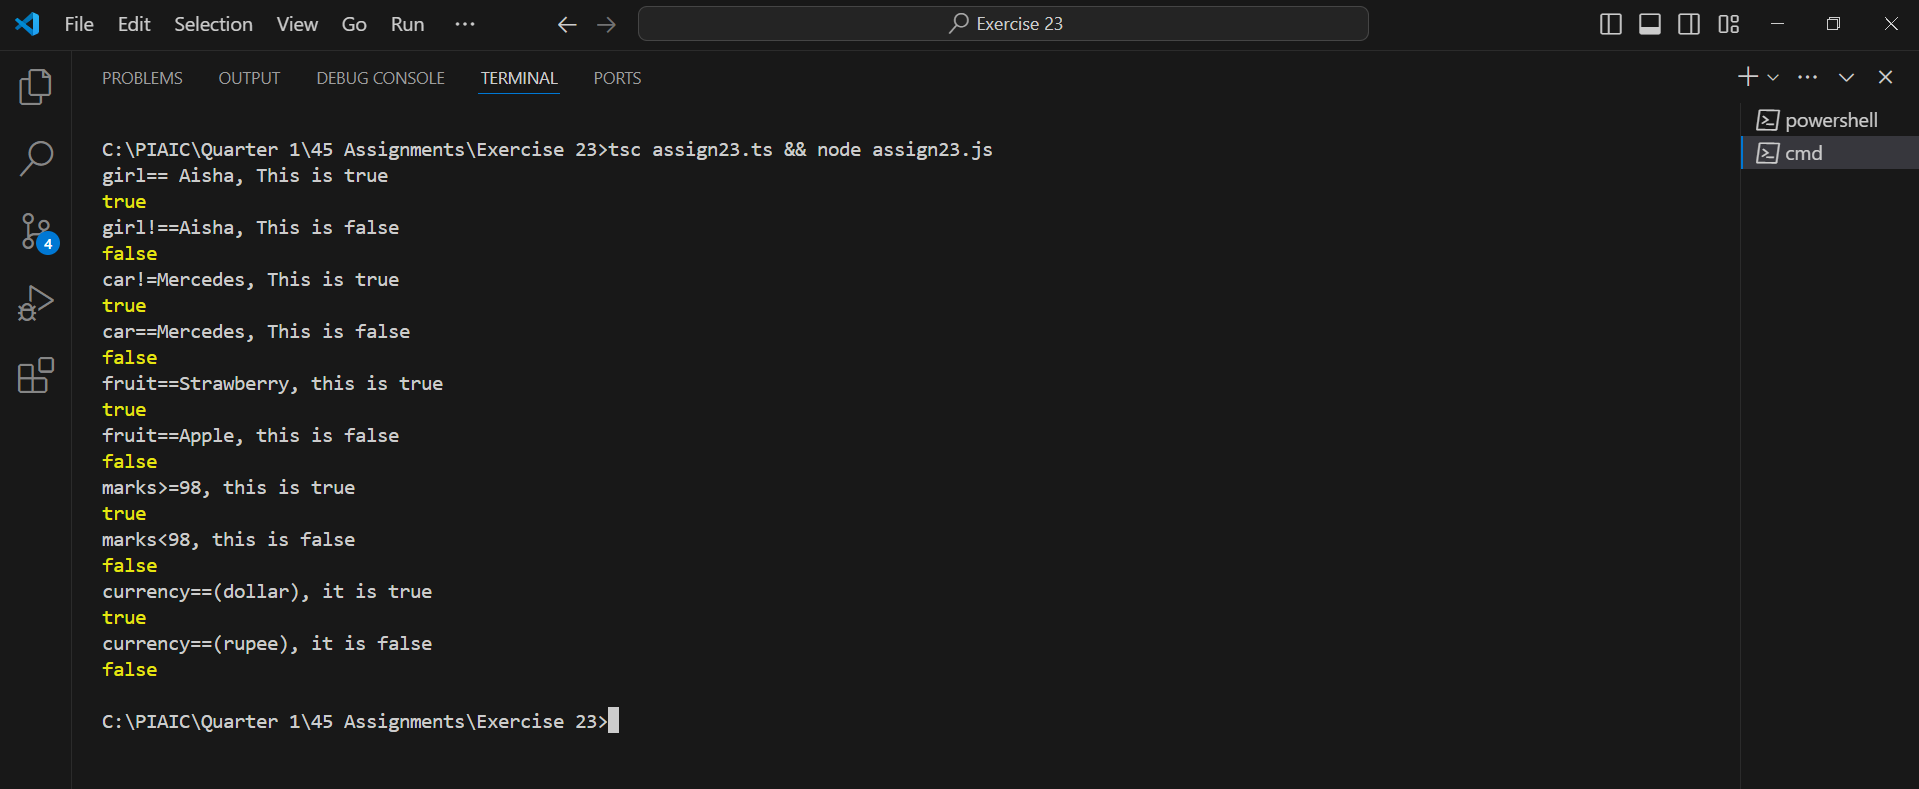 File Edit Selection View Go Run ···
Exercise 23
PROBLEMS OUTPUT DEBUG CONSOLE TERMINAL PORTS
powershell
cmd
4
C:\PIAIC\Quarter 1\45 Assignments\Exercise 23>tsc assign23.ts && node assign23.js
girl== Aisha, This is true
true
girl!==Aisha, This is false
false
car!=Mercedes, This is true
true
car==Mercedes, This is false
false
fruit==Strawberry, this is true
true
fruit==Apple, this is false
false
marks>=98, this is true
true
marks<98, this is false
false
currency==(dollar), it is true
true
currency==(rupee), it is false
false
C:\PIAIC\Quarter 1\45 Assignments\Exercise 23>